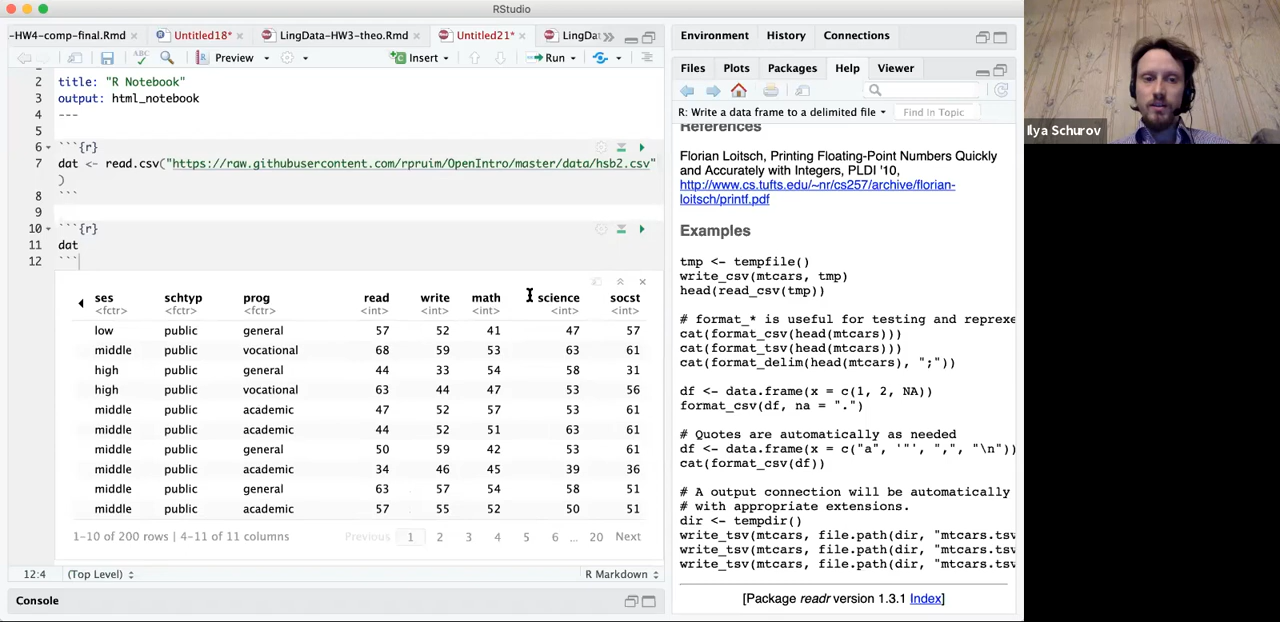 RStudio
-HW4-comp-final.Rmd
Untitled18*
LingData-HW3-theo.Rmd
Untitled21*
LingDa
ABC
Preview
Insert
Run
2 title: "R Notebook"
3 output: html_notebook
4 ---
5
6 ```{r}
7 dat <- read.csv("https://raw.githubusercontent.com/rpruim/OpenIntro/master/data/hsb2.csv"
)
8 ```
9
10 ```{r}
11 dat
12 ```
ses schtyp prog read write math science socst
<fctr> <fctr> <fctr> <int> <int> <int> <int> <int>
low public general 57 52 41 47 57
middle public vocational 68 59 53 63 61
high public general 44 33 54 58 31
high public vocational 63 44 47 53 56
middle public academic 47 52 57 53 61
middle public academic 44 52 51 63 61
middle public general 50 59 42 53 61
middle public academic 34 46 45 39 36
middle public general 63 57 54 58 51
middle public academic 57 55 52 50 51
1-10 of 200 rows | 4-11 of 11 columns Previous 1 2 3 4 5 6 ... 20 Next
12:4 (Top Level) R Markdown
Console
Environment History Connections
Files Plots Packages Help Viewer
R: Write a data frame to a delimited file Find in Topic
References
Florian Loitsch, Printing Floating-Point Numbers Quickly
and Accurately with Integers, PLDI '10,
http://www.cs.tufts.edu/~nr/cs257/archive/florian-
loitsch/printf.pdf
Examples
tmp <- tempfile()
write_csv(mtcars, tmp)
head(read_csv(tmp))
# format_* is useful for testing and reprexe
cat(format_csv(head(mtcars)))
cat(format_tsv(head(mtcars)))
cat(format_delim(head(mtcars), ";"))
df <- data.frame(x = c(1, 2, NA))
format_csv(df, na = ".")
# Quotes are automatically as needed
df <- data.frame(x = c("a", '"', ",", "\n"))
cat(format_csv(df))
# A output connection will be automatically
# with appropriate extensions.
dir <- tempdir()
write_tsv(mtcars, file.path(dir, "mtcars.tsv
write_tsv(mtcars, file.path(dir, "mtcars.tsv
write_tsv(mtcars, file.path(dir, "mtcars.tsv
[Package readr version 1.3.1 Index]
Ilya Schurov